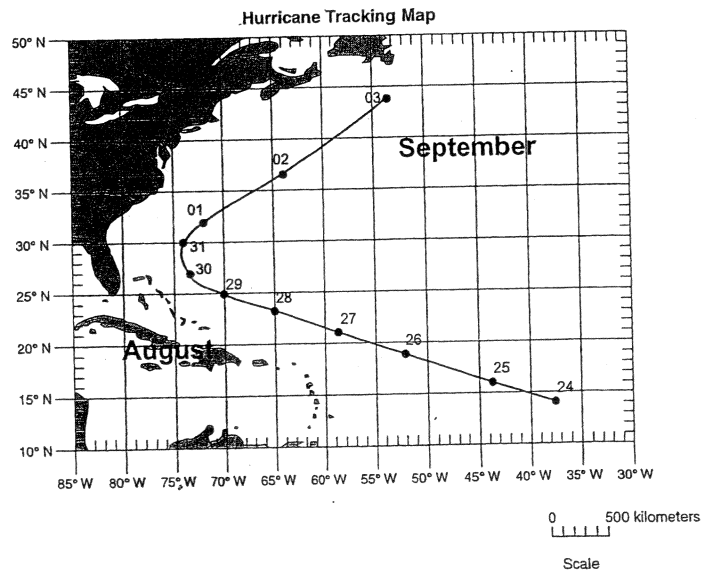 Hurricane Tracking Map
50° N
45° N
40° N
35° N
30° N
25° N
20° N
15° N
10° N
03
September
02
01
31
30
29
28
27
26
25
24
August
85° W 80° W 75° W 70° W 65° W 60° W 55° W 50° W 45° W 40° W 35° W 30° W
0 500 kilometers
Scale